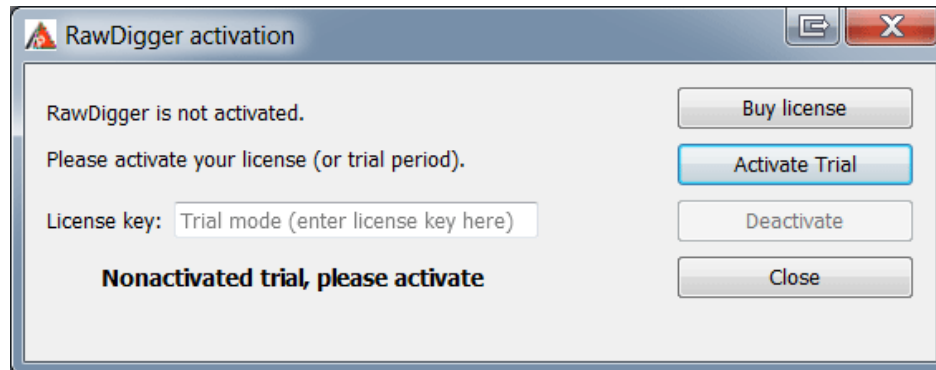 RawDigger activation
RawDigger is not activated.
Buy license
Please activate your license (or trial period).
Activate Trial
License key: Trial mode (enter license key here)
Deactivate
Nonactivated trial, please activate
Close